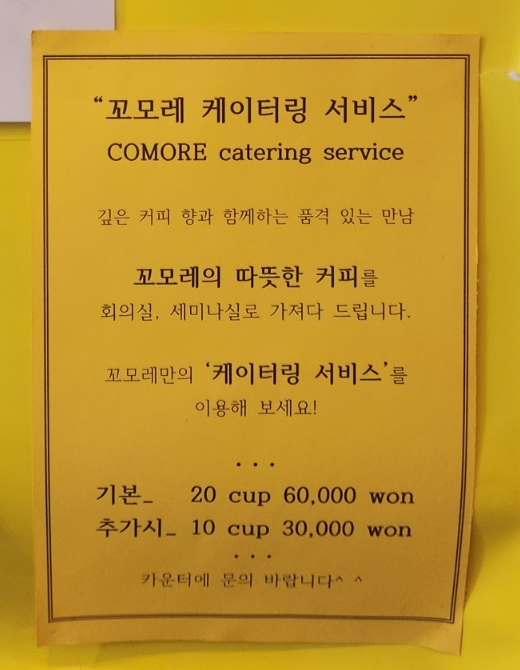 “꼬모레 케이터링 서비스”
COMORE catering service
깊은 커피 향과 함께하는 품격 있는 만남
꼬모레의 따뜻한 커피를
회의실, 세미나실로 가져다 드립니다.
꼬모레만의 ‘케이터링 서비스’를
이용해 보세요!
. . .
기본_ 20 cup 60,000 won
추가시_ 10 cup 30,000 won
. . .
카운터에 문의 바랍니다^ ^